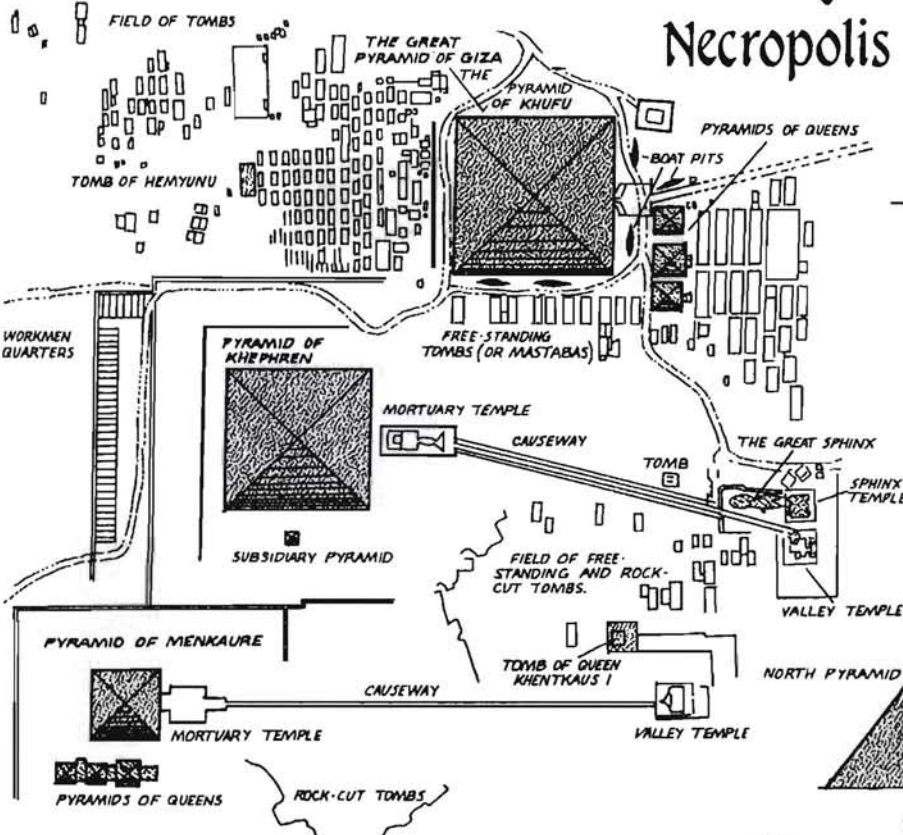 Necropolis
FIELD OF TOMBS
THE GREAT
PYRAMID OF GIZA
THE
PYRAMID
OF KHUFU
PYRAMIDS OF QUEENS
BOAT PITS
TOMB OF HEMYUNU
WORKMEN
QUARTERS
PYRAMID OF
KHEPHREN
FREE-STANDING
TOMBS (OR MASTABAS)
MORTUARY TEMPLE
CAUSEWAY
THE GREAT SPHINX
TOMB
SPHINX
TEMPLE
SUBSIDIARY PYRAMID
FIELD OF FREE-
STANDING AND ROCK-
CUT TOMBS.
VALLEY TEMPLE
PYRAMID OF MENKAURE
TOMB OF QUEEN
KHENTKAUS I
NORTH PYRAMID
CAUSEWAY
MORTUARY TEMPLE
VALLEY TEMPLE
PYRAMIDS OF QUEENS
ROCK-CUT TOMBS